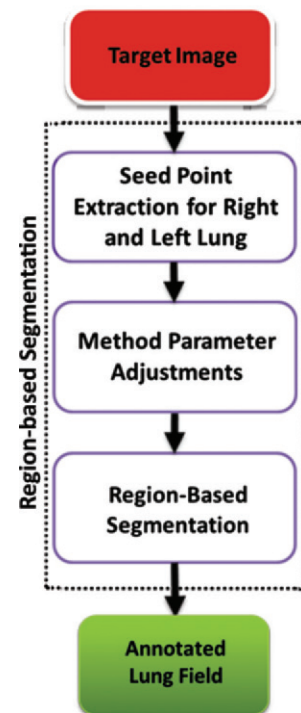 Target Image
Region-based Segmentation
Seed Point
Extraction for Right
and Left Lung
Method Parameter
Adjustments
Region-Based
Segmentation
Annotated
Lung Field